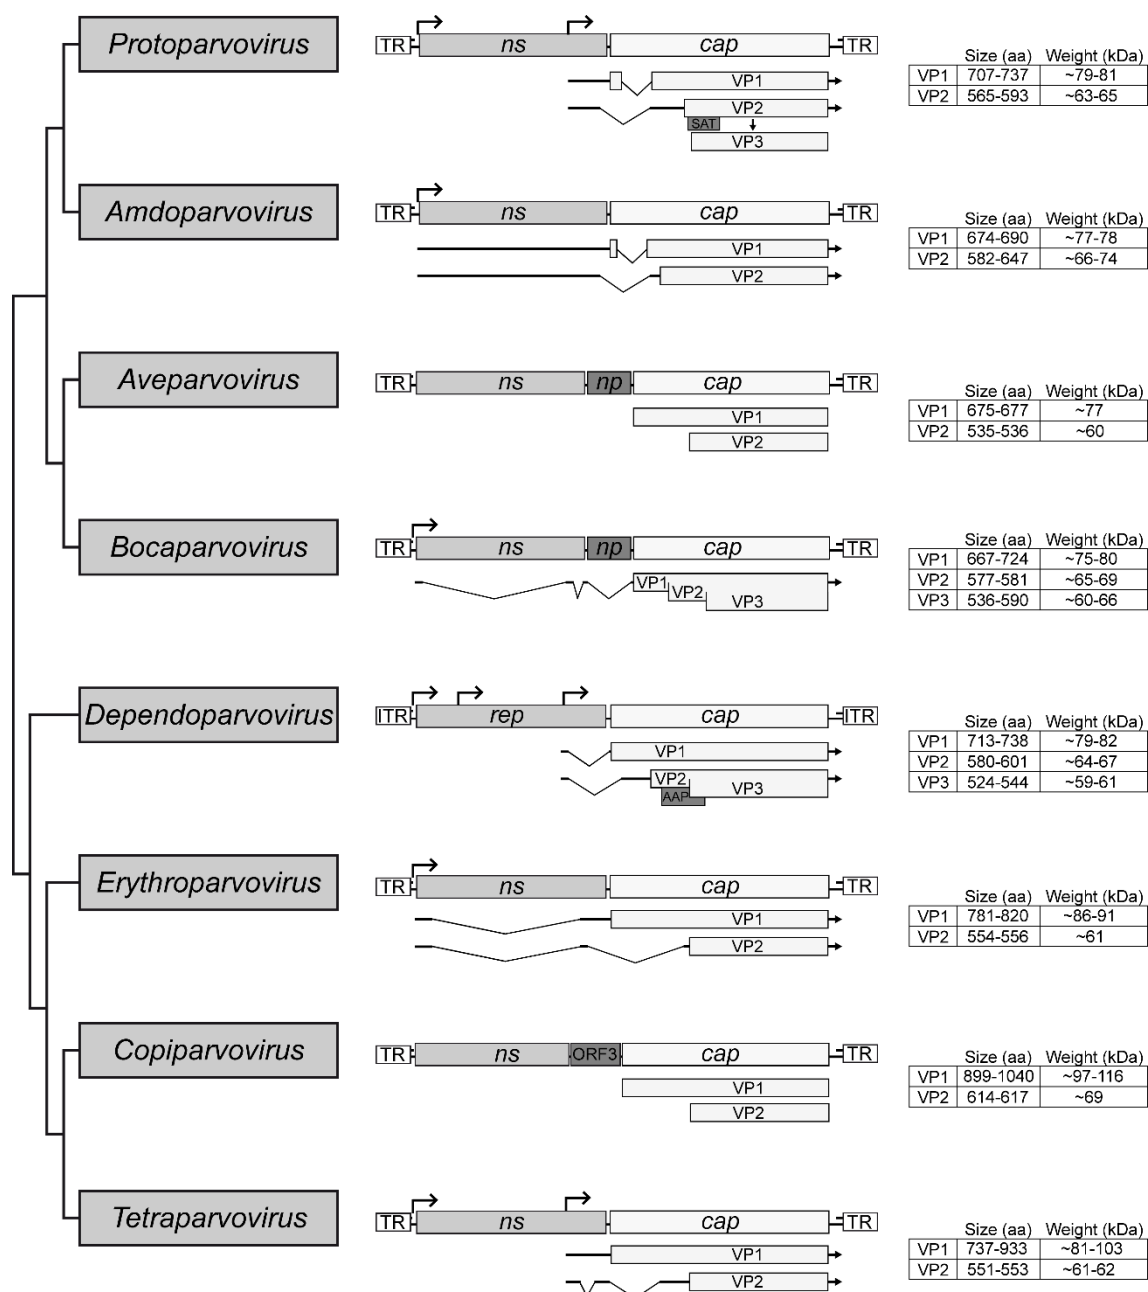 Protoparvovirus
TR ns cap TR
VP1
VP2
SAT
VP3
Size (aa) Weight (kDa)
VP1 707-737 ~79-81
VP2 565-593 ~63-65
Amdoparvovirus
TR ns cap TR
VP1
VP2
Size (aa) Weight (kDa)
VP1 674-690 ~77-78
VP2 582-647 ~66-74
Aveparvovirus
TR ns np cap TR
VP1
VP2
Size (aa) Weight (kDa)
VP1 675-677 ~77
VP2 535-536 ~60
Bocaparvovirus
TR ns np cap TR
VP1 VP2 VP3
Size (aa) Weight (kDa)
VP1 667-724 ~75-80
VP2 577-581 ~65-69
VP3 536-590 ~60-66
Dependoparvovirus
ITR rep cap ITR
VP1
VP2 VP3
AAP
Size (aa) Weight (kDa)
VP1 713-738 ~79-82
VP2 580-601 ~64-67
VP3 524-544 ~59-61
Erythroparvovirus
TR ns cap TR
VP1
VP2
Size (aa) Weight (kDa)
VP1 781-820 ~86-91
VP2 554-556 ~61
Copiparvovirus
TR ns ORF3 cap TR
VP1
VP2
Size (aa) Weight (kDa)
VP1 899-1040 ~97-116
VP2 614-617 ~69
Tetraparvovirus
TR ns cap TR
VP1
VP2
Size (aa) Weight (kDa)
VP1 737-933 ~81-103
VP2 551-553 ~61-62